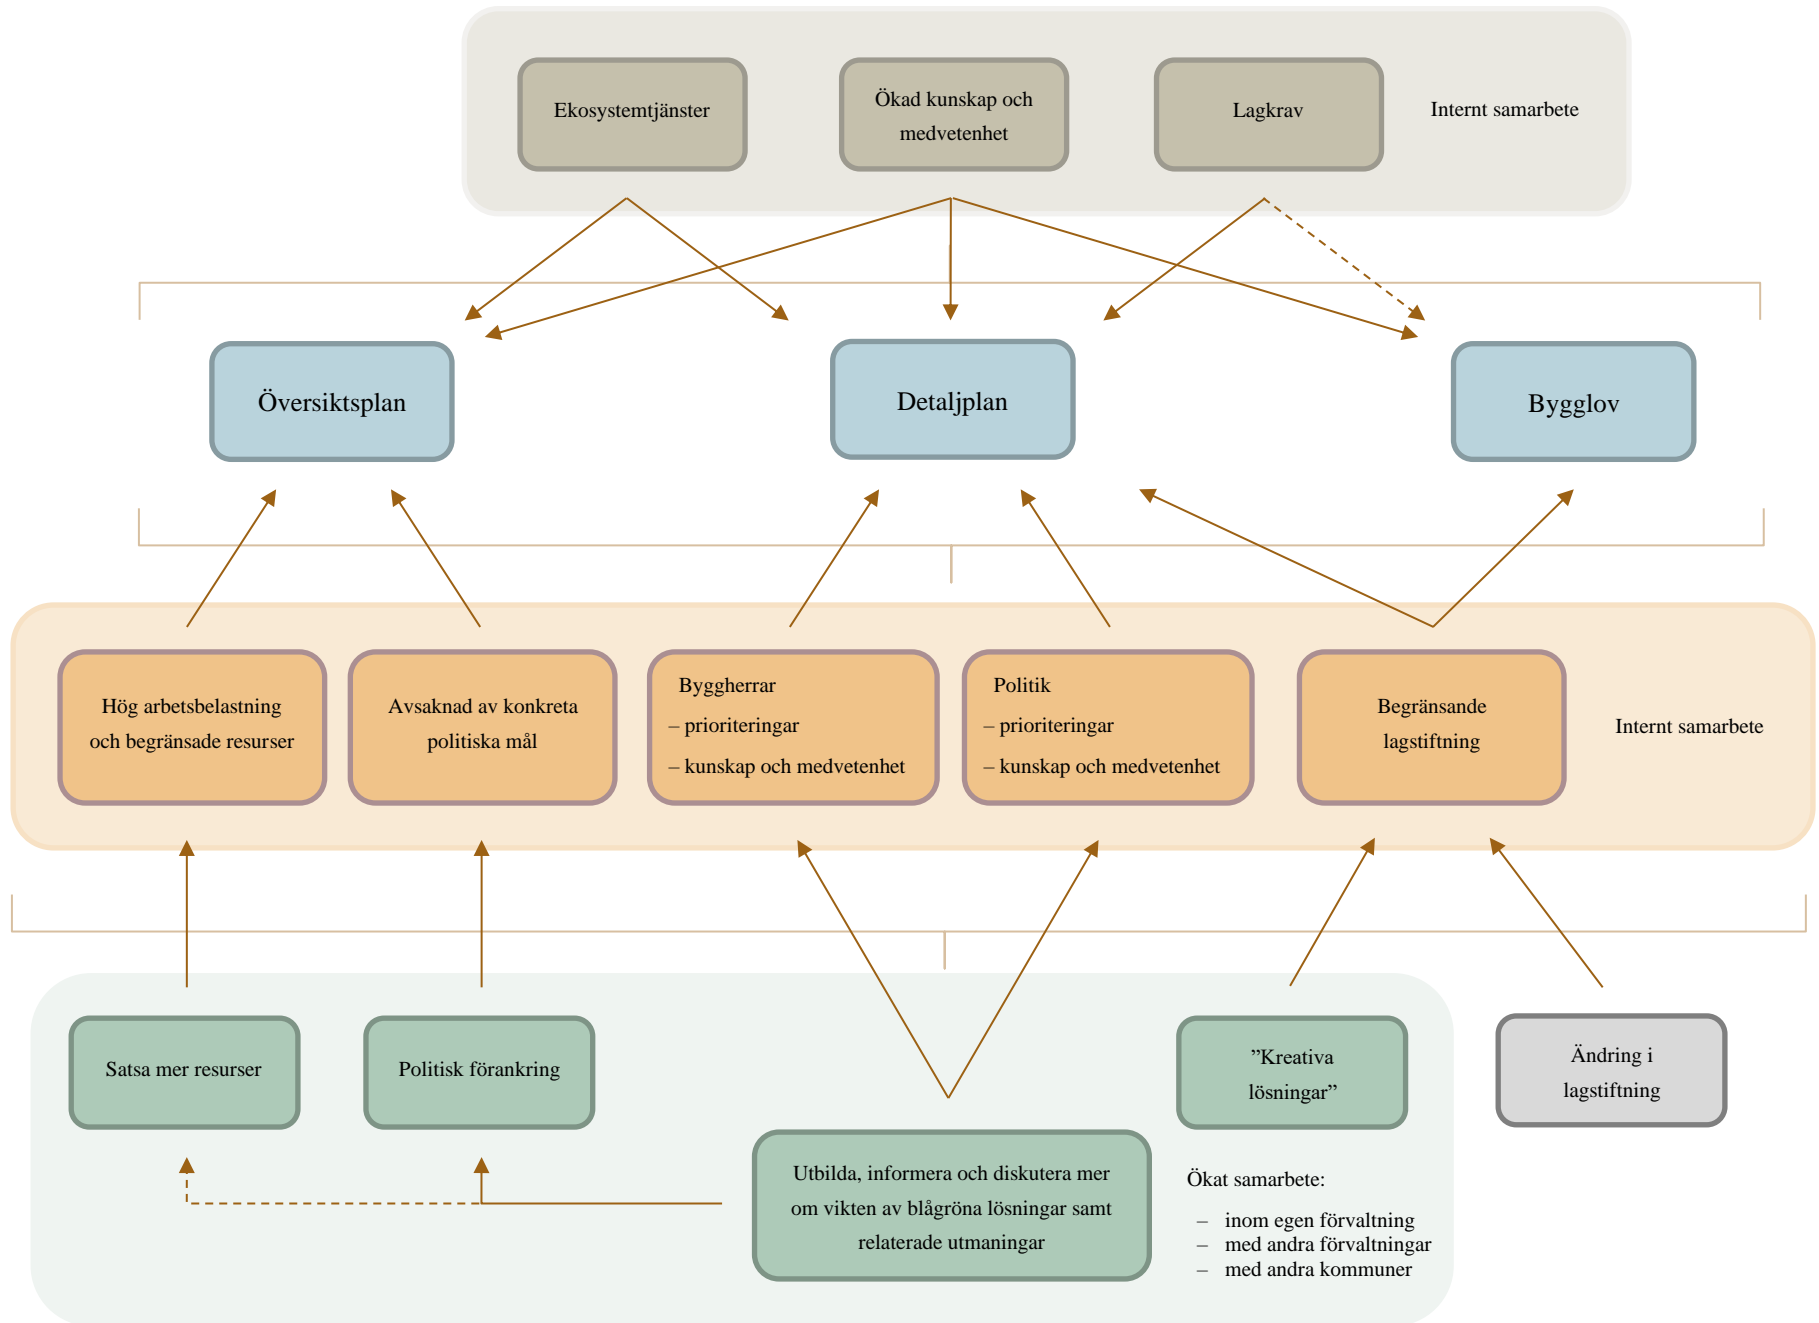 Ekosystemtjänster
Ökad kunskap och
medvetenhet
Lagkrav
Internt samarbete
Översiktsplan
Detaljplan
Bygglov
Hög arbetsbelastning
och begränsade resurser
Avsaknad av konkreta
politiska mål
Byggherrar
– prioriteringar
– kunskap och medvetenhet
Politik
– prioriteringar
– kunskap och medvetenhet
Begränsande
lagstiftning
Internt samarbete
Satsa mer resurser
Politisk förankring
Utbilda, informera och diskutera mer
om vikten av blågröna lösningar samt
relaterade utmaningar
”Kreativa
lösningar”
Ökat samarbete:
– inom egen förvaltning
– med andra förvaltningar
– med andra kommuner
Ändring i
lagstiftning